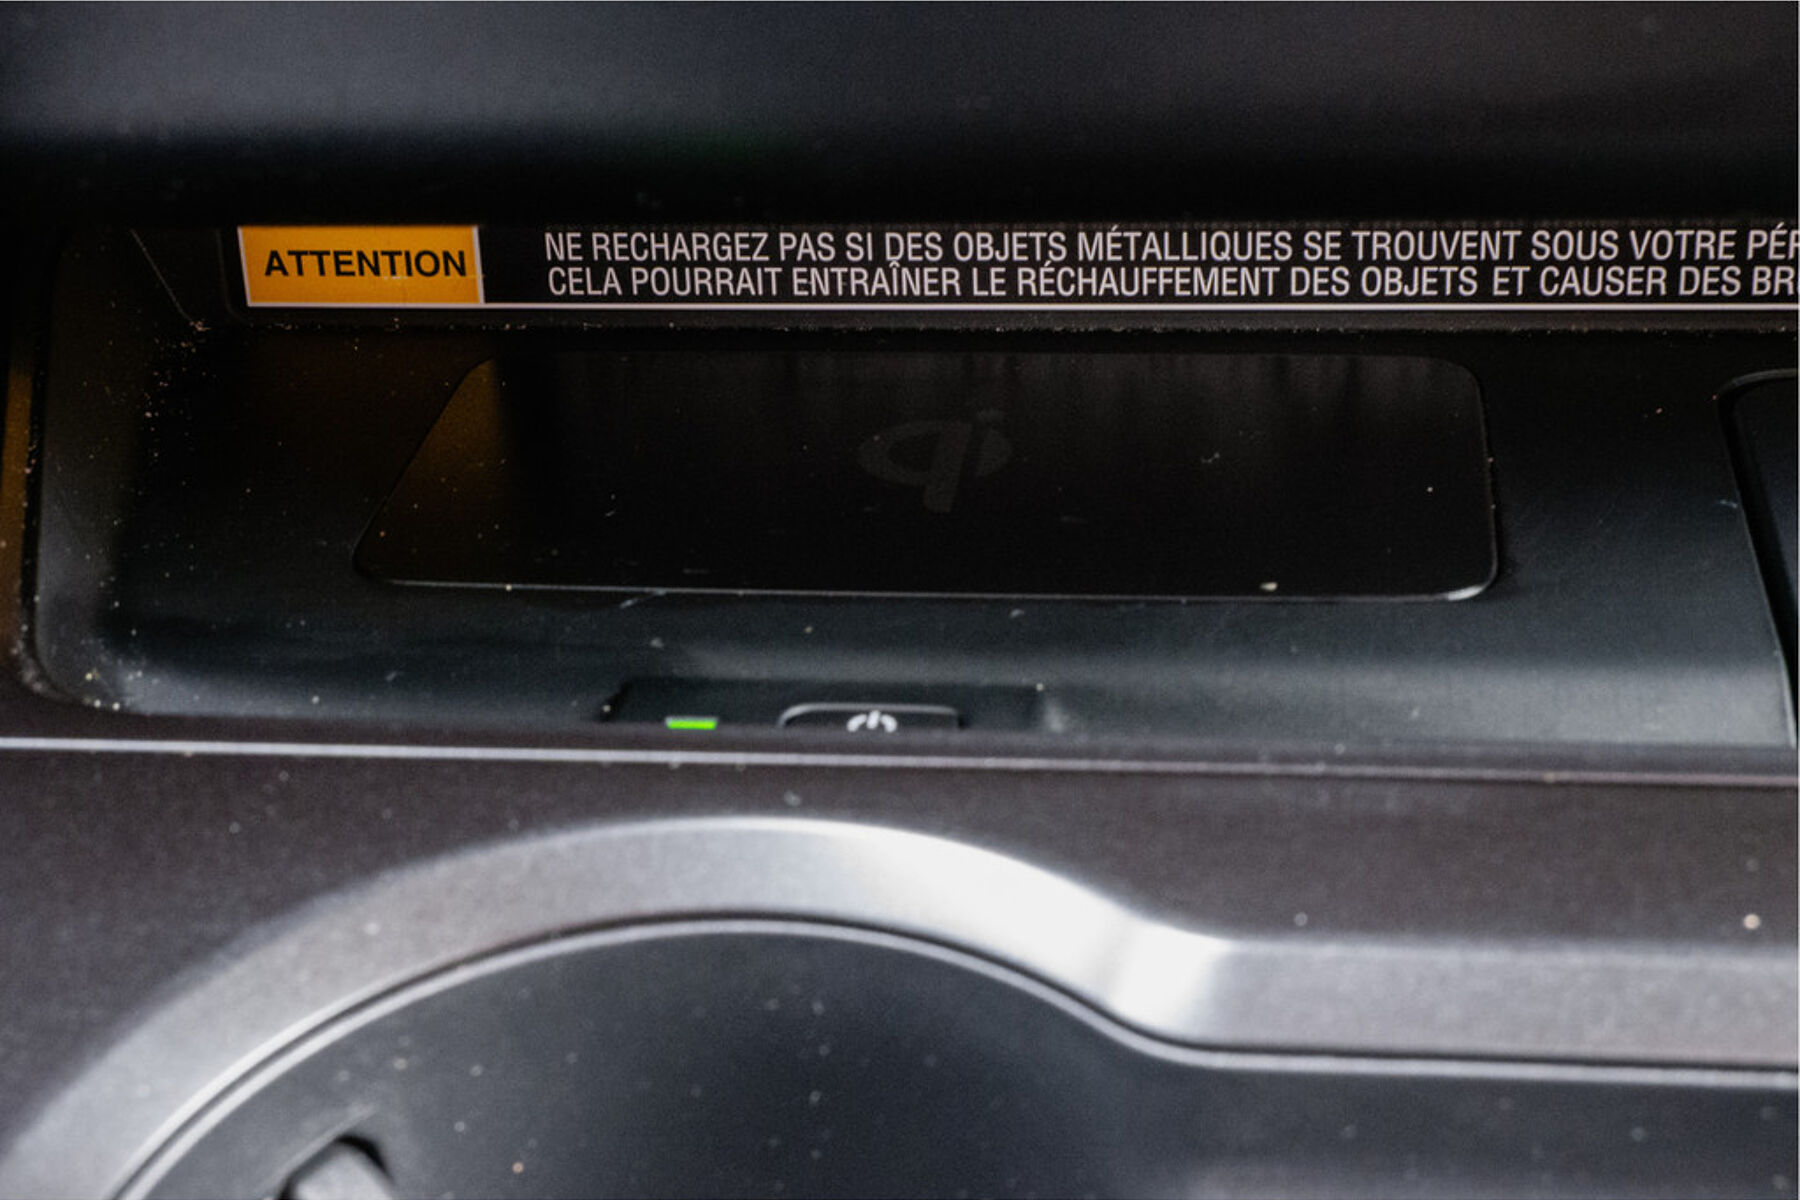 ATTENTION
NE RECHARGEZ PAS SI DES OBJETS MÉTALLIQUES SE TROUVENT SOUS VOTRE
CELA POURRAIT ENTRAÎNER LE RÉCHAUFFEMENT DES OBJETS ET CAUSER DES
qi